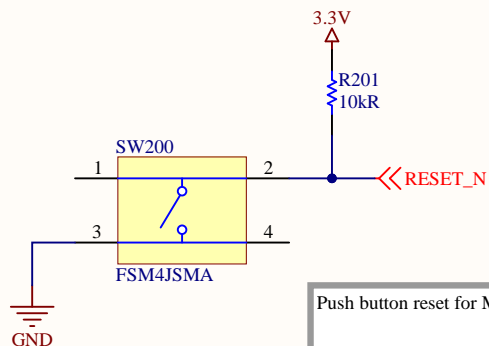 3.3V
R201
10kR
SW200
1
2
RESET_N
3
4
FSM4JSMA
GND
Push button reset for